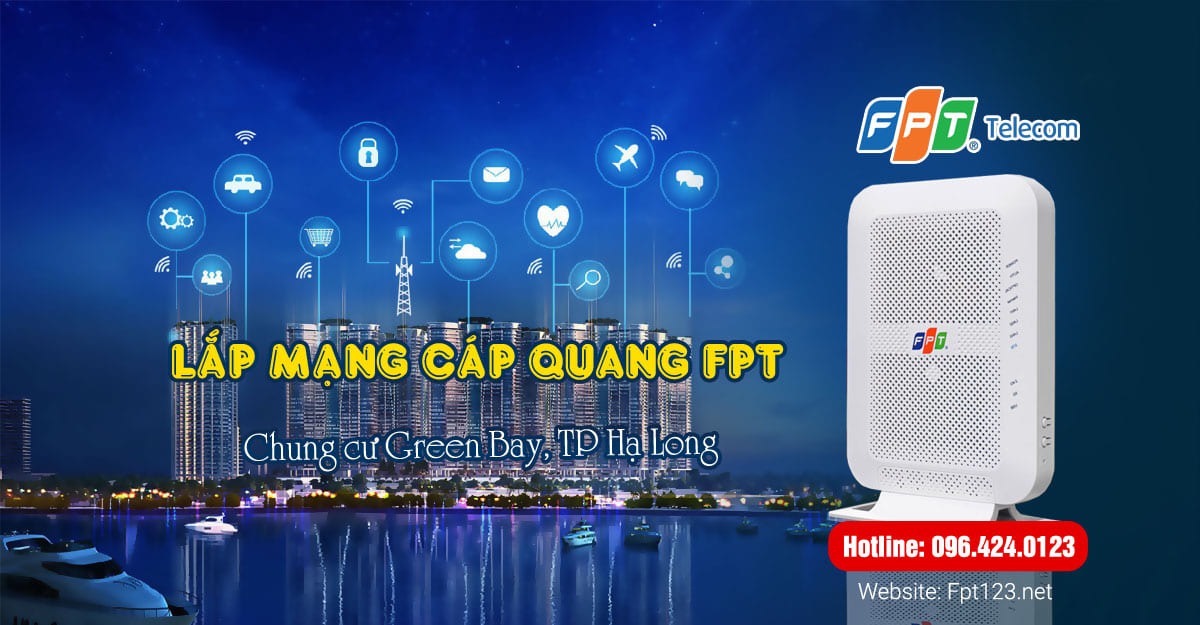 FPT® Telecom
FPT
LẮP MẠNG CÁP QUANG FPT
Chung cư Green Bay, TP Hạ Long
Hotline: 096.424.0123
Website: Fpt123.net